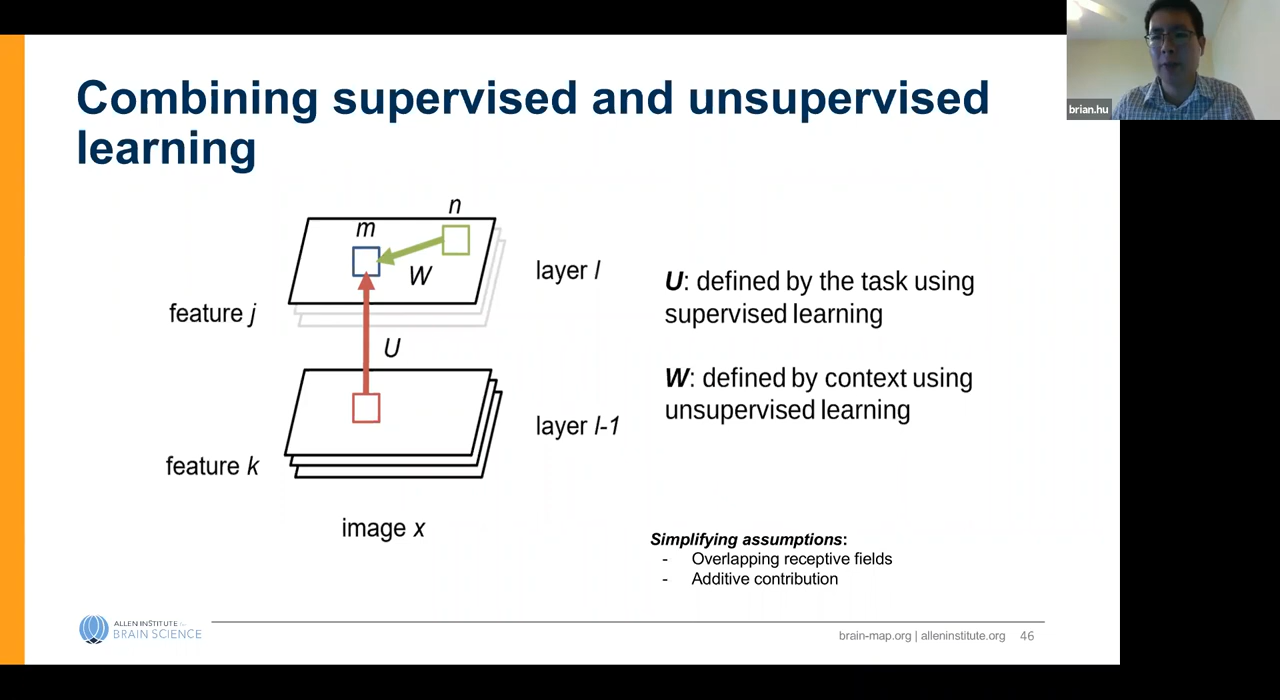 brian.hu
Combining supervised and unsupervised
learning
n
m
W
layer l
feature j
U
layer l-1
feature k
image x
U: defined by the task using
supervised learning
W: defined by context using
unsupervised learning
Simplifying assumptions:
- Overlapping receptive fields
- Additive contribution
ALLEN INSTITUTE for
BRAIN SCIENCE
brain-map.org | alleninstitute.org 46